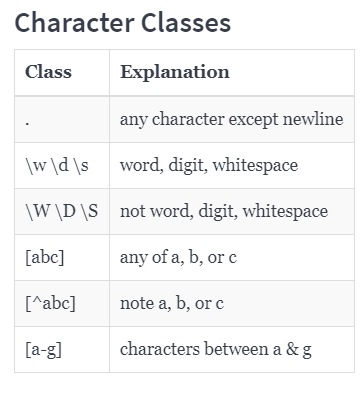 Character Classes
Class Explanation
. any character except newline
\w \d \s word, digit, whitespace
\W \D \S not word, digit, whitespace
[abc] any of a, b, or c
[^abc] note a, b, or c
[a-g] characters between a & g